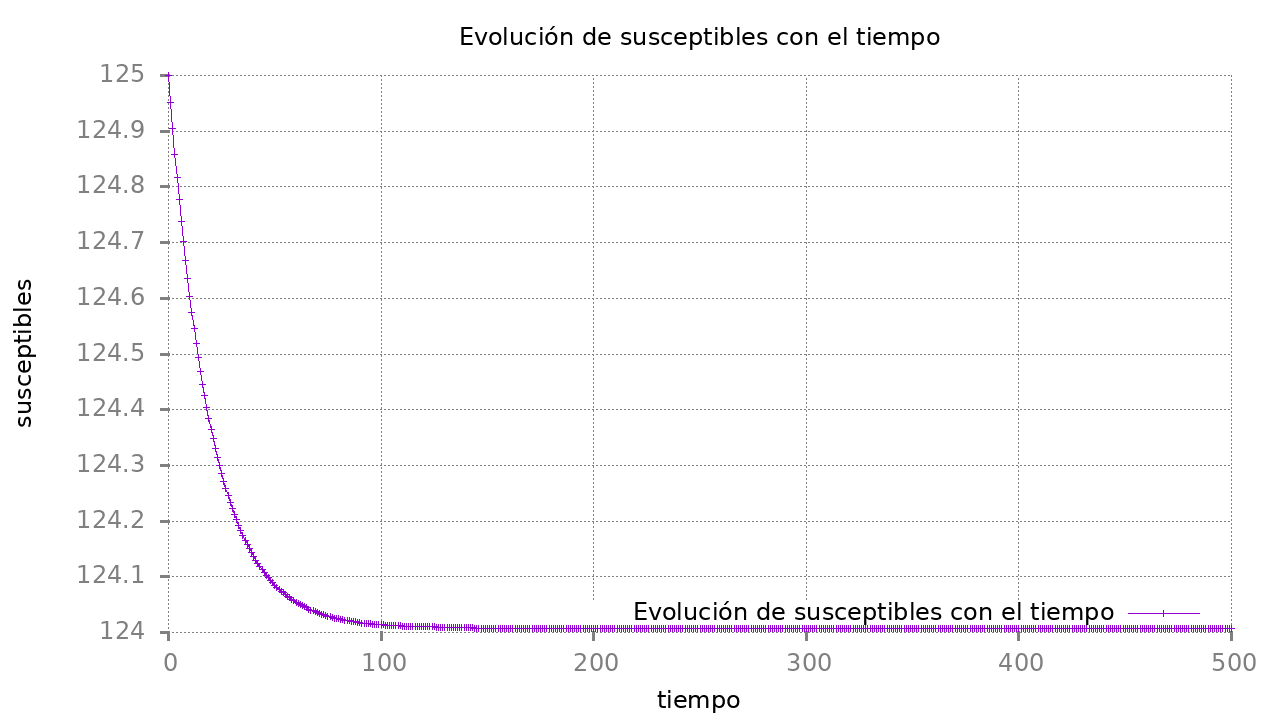 Evolución de susceptibles con el tiempo
125
124.9
124.8
124.7
124.6
124.5
124.4
124.3
124.2
124.1
124
susceptibles
Evolución de susceptibles con el tiempo
0 100 200 300 400 500
tiempo